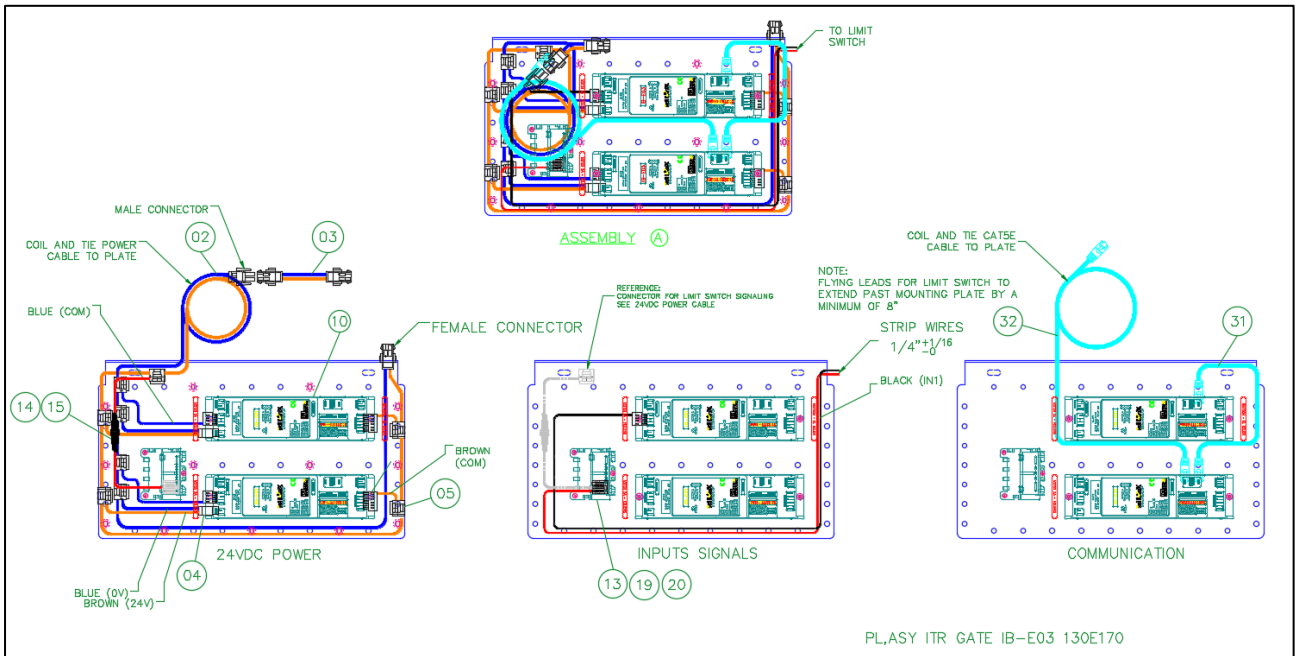 TO LIMIT
SWITCH
ASSEMBLY A
MALE CONNECTOR
02
03
COIL AND TIE POWER
CABLE TO PLATE
BLUE (COM)
10
FEMALE CONNECTOR
14
15
BROWN
(COM)
05
24VDC POWER
04
BLUE (0V)
BROWN (24V)
REFERENCE:
CONNECTOR FOR LIMIT SWITCH SIGNALING
SEE 24VDC POWER CABLE
NOTE:
FLYING LEADS FOR LIMIT SWITCH TO
EXTEND PAST MOUNTING PLATE BY A
MINIMUM OF 8"
STRIP WIRES
1/4"+1/16
-0
BLACK (IN1)
INPUTS SIGNALS
13
19
20
COIL AND TIE CAT5E
CABLE TO PLATE
32
31
COMMUNICATION
PL,ASY ITR GATE IB-E03 130E170